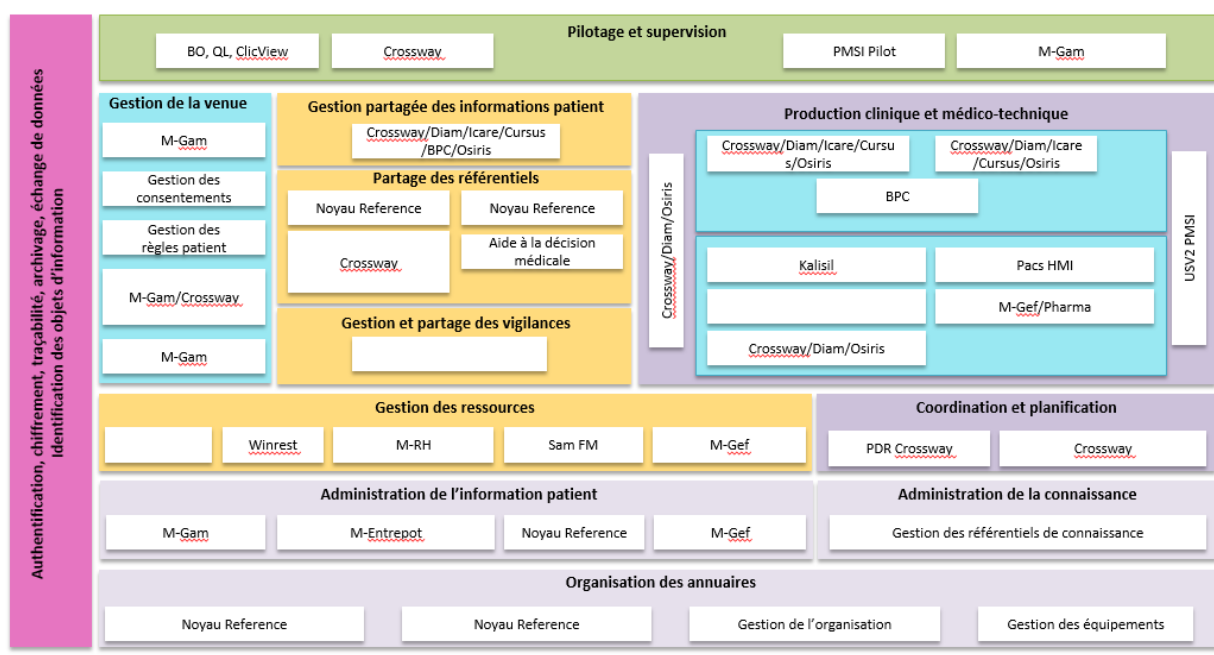 Authentification, chiffrement, traçabilité, archivage, échange de données
Identification des objets d’information
Pilotage et supervision
BO, QL, ClicView
Crossway
PMSI Pilot
M-Gam
Gestion de la venue
M-Gam
Gestion des
consentements
Gestion des
règles patient
M-Gam/Crossway
M-Gam
Gestion partagée des informations patient
Crossway/Diam/Icare/Cursus
/BPC/Osiris
Partage des référentiels
Noyau Reference
Noyau Reference
Crossway
Aide à la décision
médicale
Gestion et partage des vigilances
Production clinique et médico-technique
Crossway/Diam/Osiris
Crossway/Diam/Icare/Cursu
s/Osiris
Crossway/Diam/Icare
/Cursus/Osiris
BPC
Kalisil
Pacs HMI
M-Gef/Pharma
Crossway/Diam/Osiris
USV2 PMSI
Gestion des ressources
Winrest
M-RH
Sam FM
M-Gef
Coordination et planification
PDR Crossway
Crossway
Administration de l’information patient
M-Gam
M-Entrepot
Noyau Reference
M-Gef
Administration de la connaissance
Gestion des référentiels de connaissance
Organisation des annuaires
Noyau Reference
Noyau Reference
Gestion de l’organisation
Gestion des équipements